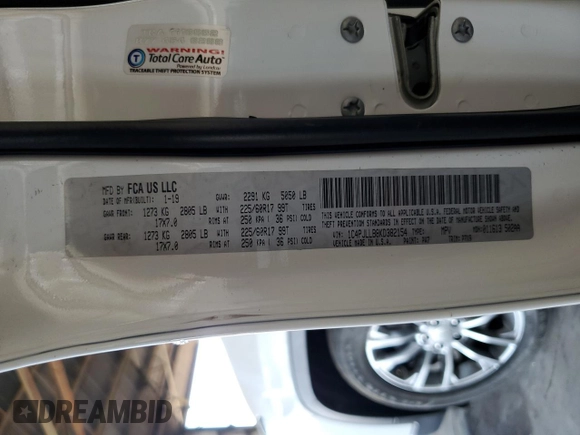 WARNING!
Total Care Auto
Powered by
TRACEABLE THEFT PROTECTION SYSTEM
MFD BY FCA US LLC
DATE OF MFR(BUILT): 1-19 GVWR: 2291 KG 5050 LB
GAWR FRONT: 1273 KG 2805 LB WITH 225/60R17 99T TIRES
17X7.0 RIMS AT 250 KPA ( 36 PSI) COLD
GAWR REAR: 1273 KG 2805 LB WITH 225/60R17 99T TIRES
17X7.0 RIMS AT 250 KPA ( 36 PSI) COLD
THIS VEHICLE CONFORMS TO ALL APPLICABLE U.S.A. FEDERAL MOTOR VEHICLE SAFETY AND
THEFT PREVENTION STANDARDS IN EFFECT ON THE DATE OF MANUFACTURE SHOWN ABOVE.
TYPE: MPV
MADE IN U.S.A.
DREAMBID